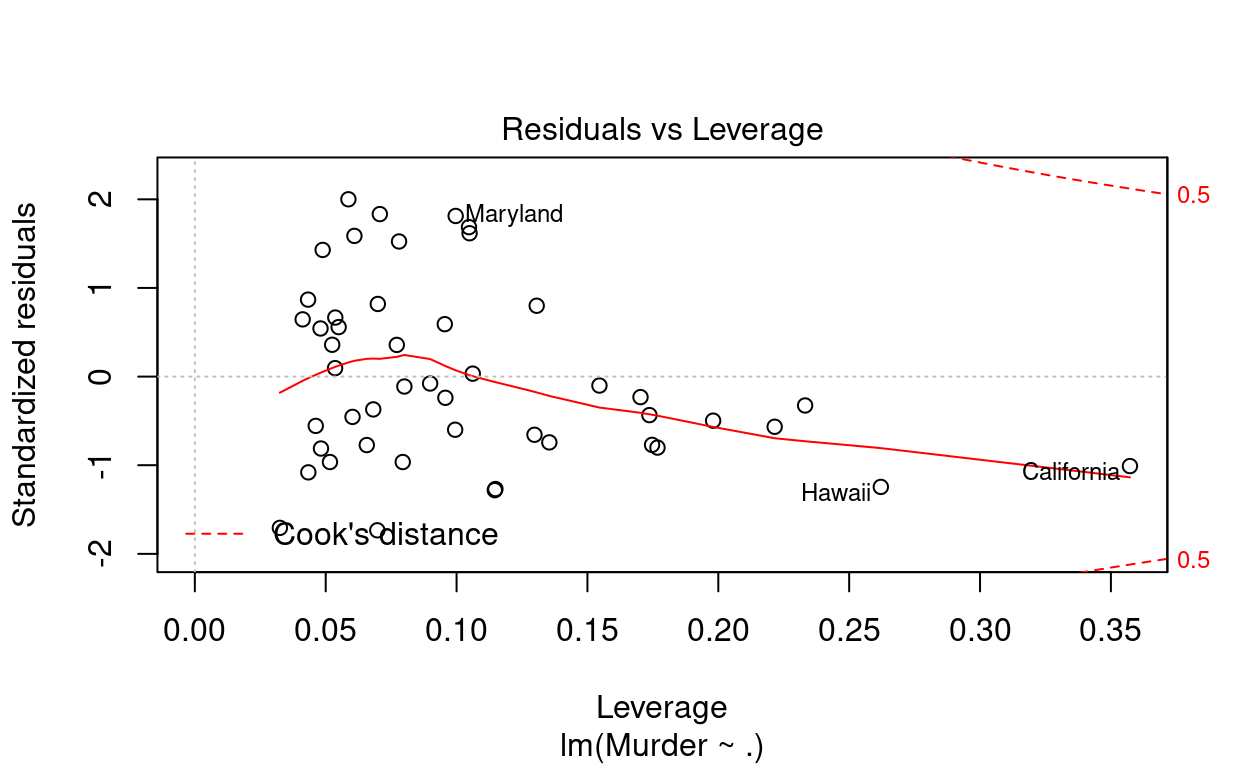 Residuals vs Leverage
Standardized residuals
2
1
0
-1
-2
0.5
0.5
Maryland
California
Hawaii
Cook's distance
0.00 0.05 0.10 0.15 0.20 0.25 0.30 0.35
Leverage
lm(Murder ~ .)